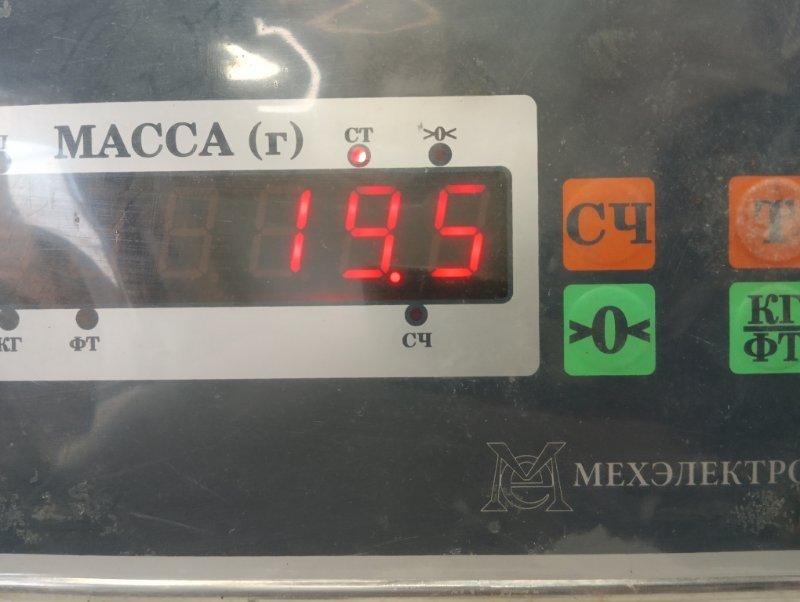 МАССА (г) СТ >0<
19.5
КГ ФТ СЧ
СЧ Т
>0< КГ
ФТ
МЕХЭЛЕКТРО